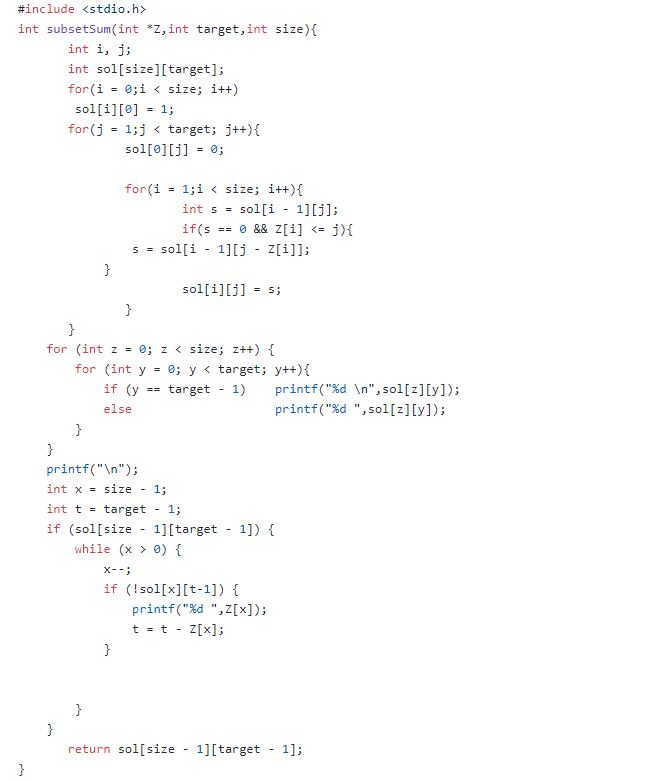 #include <stdio.h>
int subsetSum(int *Z,int target,int size){
int i, j;
int sol[size][target];
for(i = 0;i < size; i++)
sol[i][0] = 1;
for(j = 1;j < target; j++){
sol[0][j] = 0;
for(i = 1;i < size; i++){
int s = sol[i - 1][j];
if(s == 0 && Z[i] <= j){
s = sol[i - 1][j - Z[i]];
}
sol[i][j] = s;
}
}
for (int z = 0; z < size; z++) {
for (int y = 0; y < target; y++){
if (y == target - 1) printf("%d \n",sol[z][y]);
else printf("%d ",sol[z][y]);
}
}
printf("\n");
int x = size - 1;
int t = target - 1;
if (sol[size - 1][target - 1]) {
while (x > 0) {
x--;
if (!sol[x][t-1]) {
printf("%d ",Z[x]);
t = t - Z[x];
}
}
}
return sol[size - 1][target - 1];
}